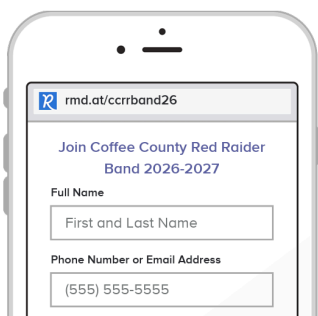 rmd.at/ccrrband26
Join Coffee County Red Raider
Band 2026-2027
Full Name
First and Last Name
Phone Number or Email Address
(555) 555-5555